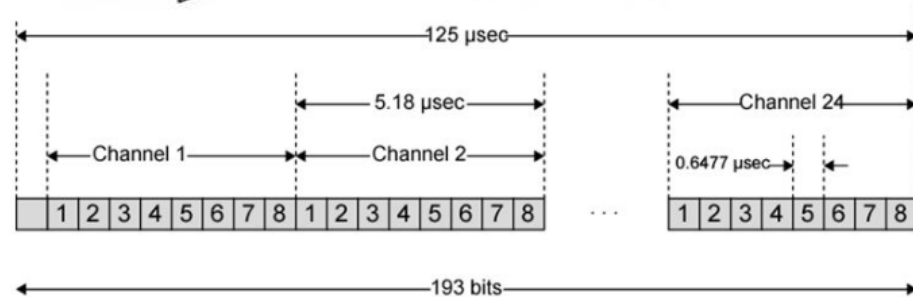 125 µsec
5.18 µsec
Channel 24
Channel 1
Channel 2
0.6477 µsec
1 2 3 4 5 6 7 8 1 2 3 4 5 6 7 8 . . . 1 2 3 4 5 6 7 8
193 bits